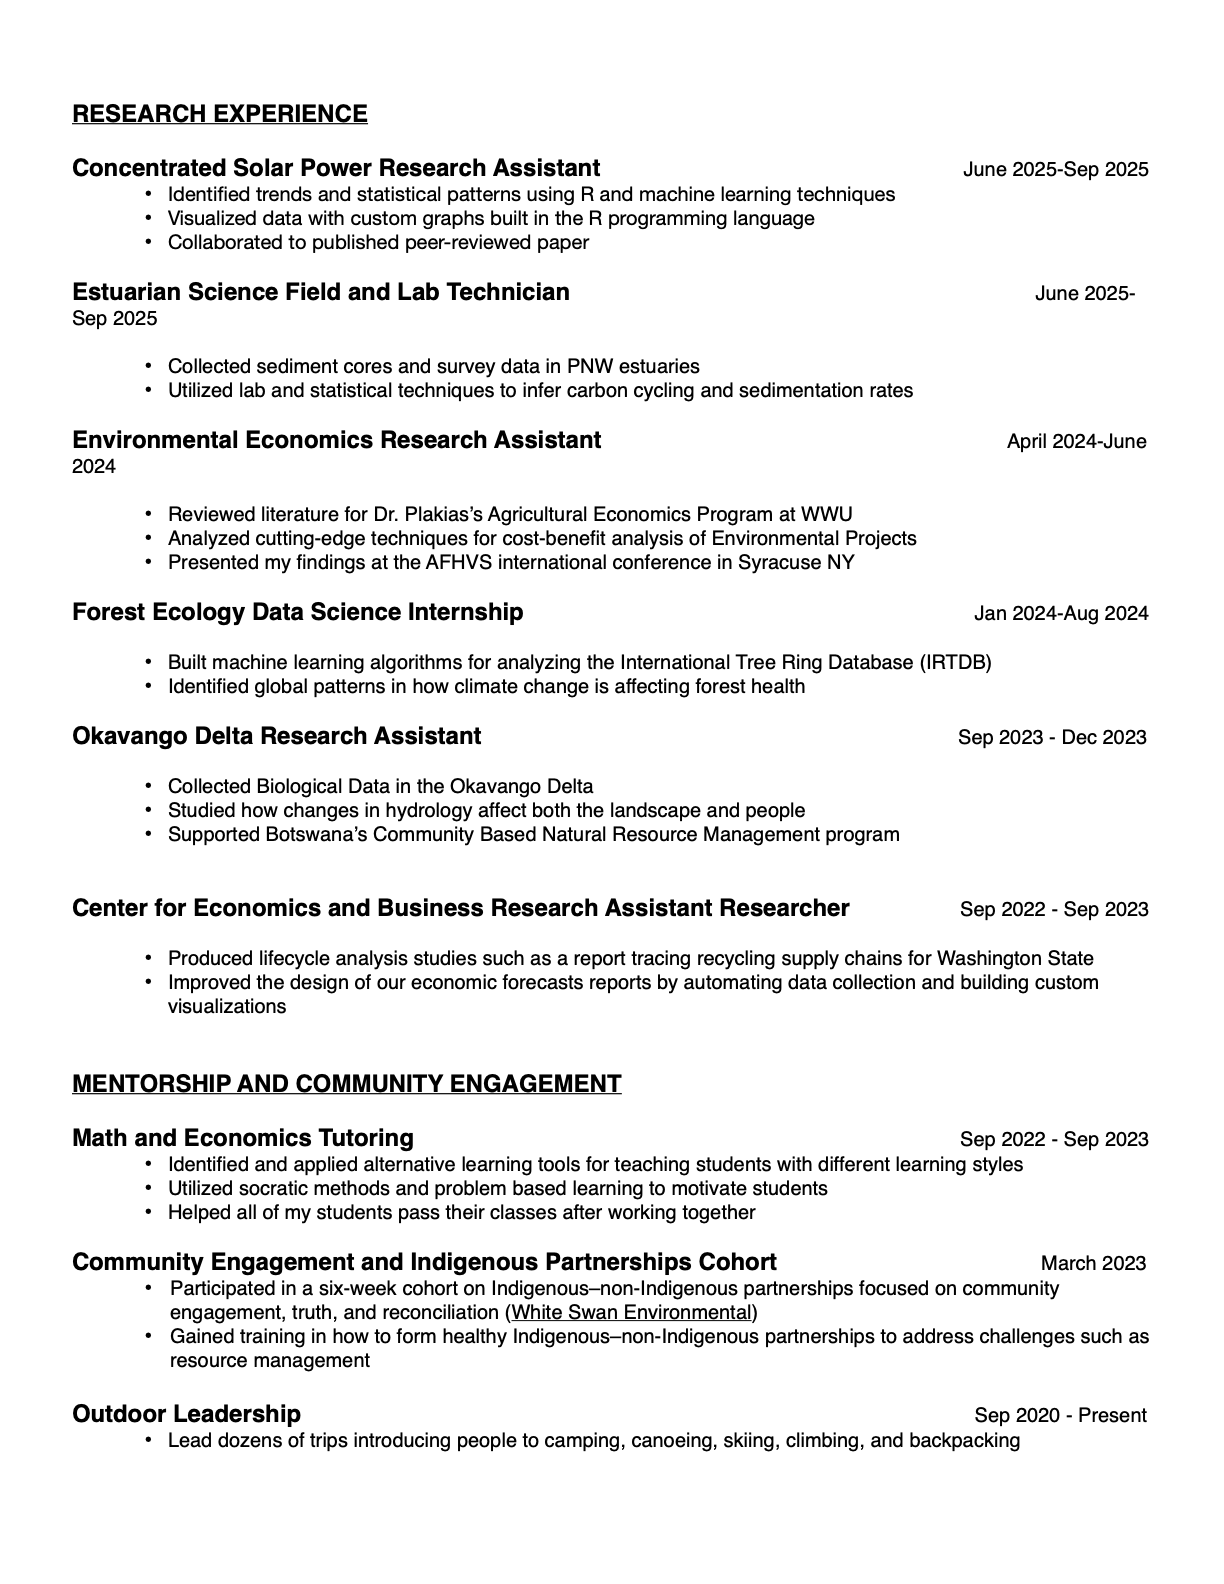 RESEARCH EXPERIENCE
Concentrated Solar Power Research Assistant June 2025-Sep 2025
• Identified trends and statistical patterns using R and machine learning techniques
• Visualized data with custom graphs built in the R programming language
• Collaborated to published peer-reviewed paper
Estuarian Science Field and Lab Technician June 2025-
Sep 2025
• Collected sediment cores and survey data in PNW estuaries
• Utilized lab and statistical techniques to infer carbon cycling and sedimentation rates
Environmental Economics Research Assistant April 2024-June
2024
• Reviewed literature for Dr. Plakias’s Agricultural Economics Program at WWU
• Analyzed cutting-edge techniques for cost-benefit analysis of Environmental Projects
• Presented my findings at the AFHVS international conference in Syracuse NY
Forest Ecology Data Science Internship Jan 2024-Aug 2024
• Built machine learning algorithms for analyzing the International Tree Ring Database (IRTDB)
• Identified global patterns in how climate change is affecting forest health
Okavango Delta Research Assistant Sep 2023 - Dec 2023
• Collected Biological Data in the Okavango Delta
• Studied how changes in hydrology affect both the landscape and people
• Supported Botswana’s Community Based Natural Resource Management program
Center for Economics and Business Research Assistant Researcher Sep 2022 - Sep 2023
• Produced lifecycle analysis studies such as a report tracing recycling supply chains for Washington State
• Improved the design of our economic forecasts reports by automating data collection and building custom
visualizations
MENTORSHIP AND COMMUNITY ENGAGEMENT
Math and Economics Tutoring Sep 2022 - Sep 2023
• Identified and applied alternative learning tools for teaching students with different learning styles
• Utilized socratic methods and problem based learning to motivate students
• Helped all of my students pass their classes after working together
Community Engagement and Indigenous Partnerships Cohort March 2023
• Participated in a six-week cohort on Indigenous–non-Indigenous partnerships focused on community
engagement, truth, and reconciliation (White Swan Environmental)
• Gained training in how to form healthy Indigenous–non-Indigenous partnerships to address challenges such as
resource management
Outdoor Leadership Sep 2020 - Present
• Lead dozens of trips introducing people to camping, canoeing, skiing, climbing, and backpacking